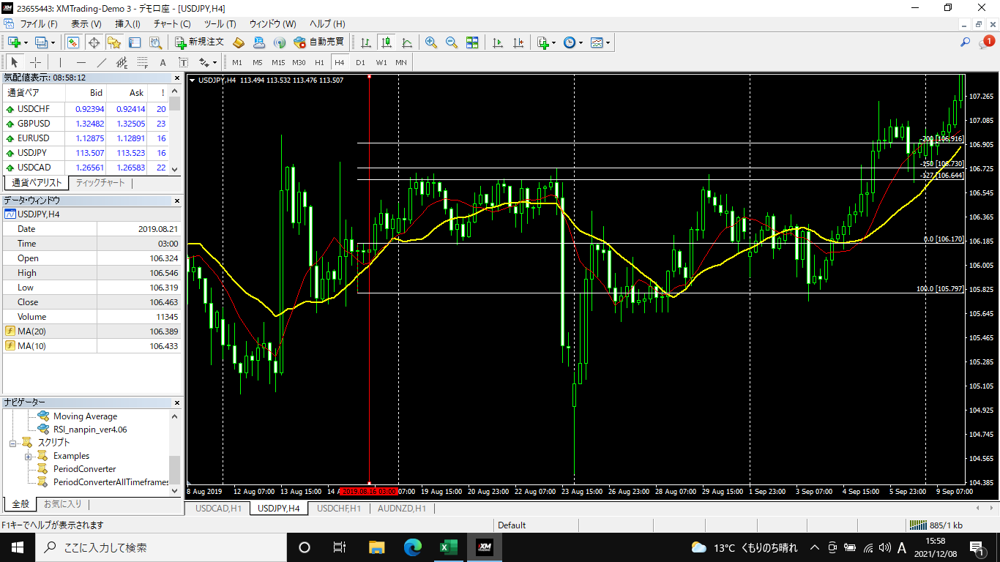 23655443: XMTrading-Demo 3 - デモ口座 - [USDJPY,H4]
ファイル (F) 表示 (V) 挿入(I) チャート (C) ツール (T) ウィンドウ (W) ヘルプ (H)
新規注文 自動売買 1
A T M1 M5 M15 M30 H1 H4 D1 W1 MN
気配値表示: 08:58:12
通貨ペア Bid Ask !
USDCHF 0.92394 0.92414 20
GBPUSD 1.32482 1.32505 23
EURUSD 1.12875 1.12891 16
USDJPY 113.507 113.523 16
USDCAD 1.26561 1.26583 22
通貨ペアリスト ティックチャート
データ・ウィンドウ
USDJPY,H4
Date 2019.08.21
Time 03:00
Open 106.324
High 106.546
Low 106.319
Close 106.463
Volume 11345
MA(20) 106.389
MA(10) 106.433
ナビゲーター
Moving Average
RSI_nanpin_ver4.06
スクリプト
Examples
PeriodConverter
PeriodConverterAllTimeframes
全般 お気に入り
USDJPY,H4 113.494 113.532 113.476 113.507
-200 [106.916]
-150 [106.730]
-127 [106.644]
0.0 [106.170]
100.0 [105.797]
107.265
107.085
106.905
106.725
106.545
106.365
106.185
106.005
105.825
105.645
105.465
105.285
105.105
104.925
104.745
104.565
104.385
8 Aug 2019 12 Aug 07:00 13 Aug 15:00 14 A 2019.08.16 03:00 07:00 19 Aug 15:00 20 Aug 23:00 22 Aug 07:00 23 Aug 15:00 26 Aug 23:00 28 Aug 07:00 29 Aug 15:00 1 Sep 23:00 3 Sep 07:00 4 Sep 15:00 5 Sep 23:00 9 Sep 07:00
USDCAD,H1 USDJPY,H4 USDCHF,H1 AUDNZD,H1
F1キーでヘルプが表示されます Default 885/1 kb
ここに入力して検索 XM 13°C くもりのち晴れ A 15:58
2021/12/08 1